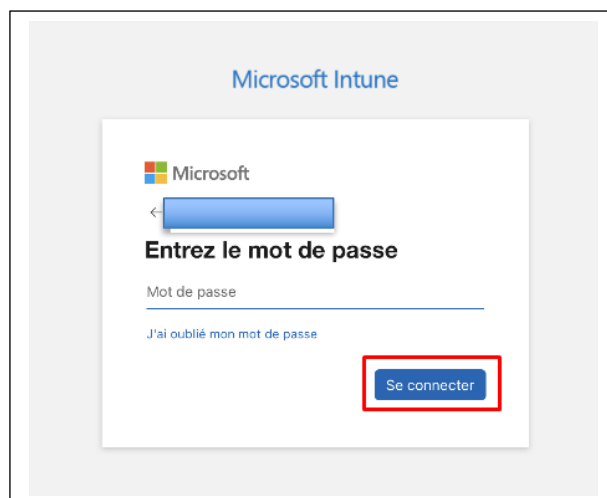 Microsoft Intune
Microsoft
Entrez le mot de passe
Mot de passe
J'ai oublié mon mot de passe
Se connecter